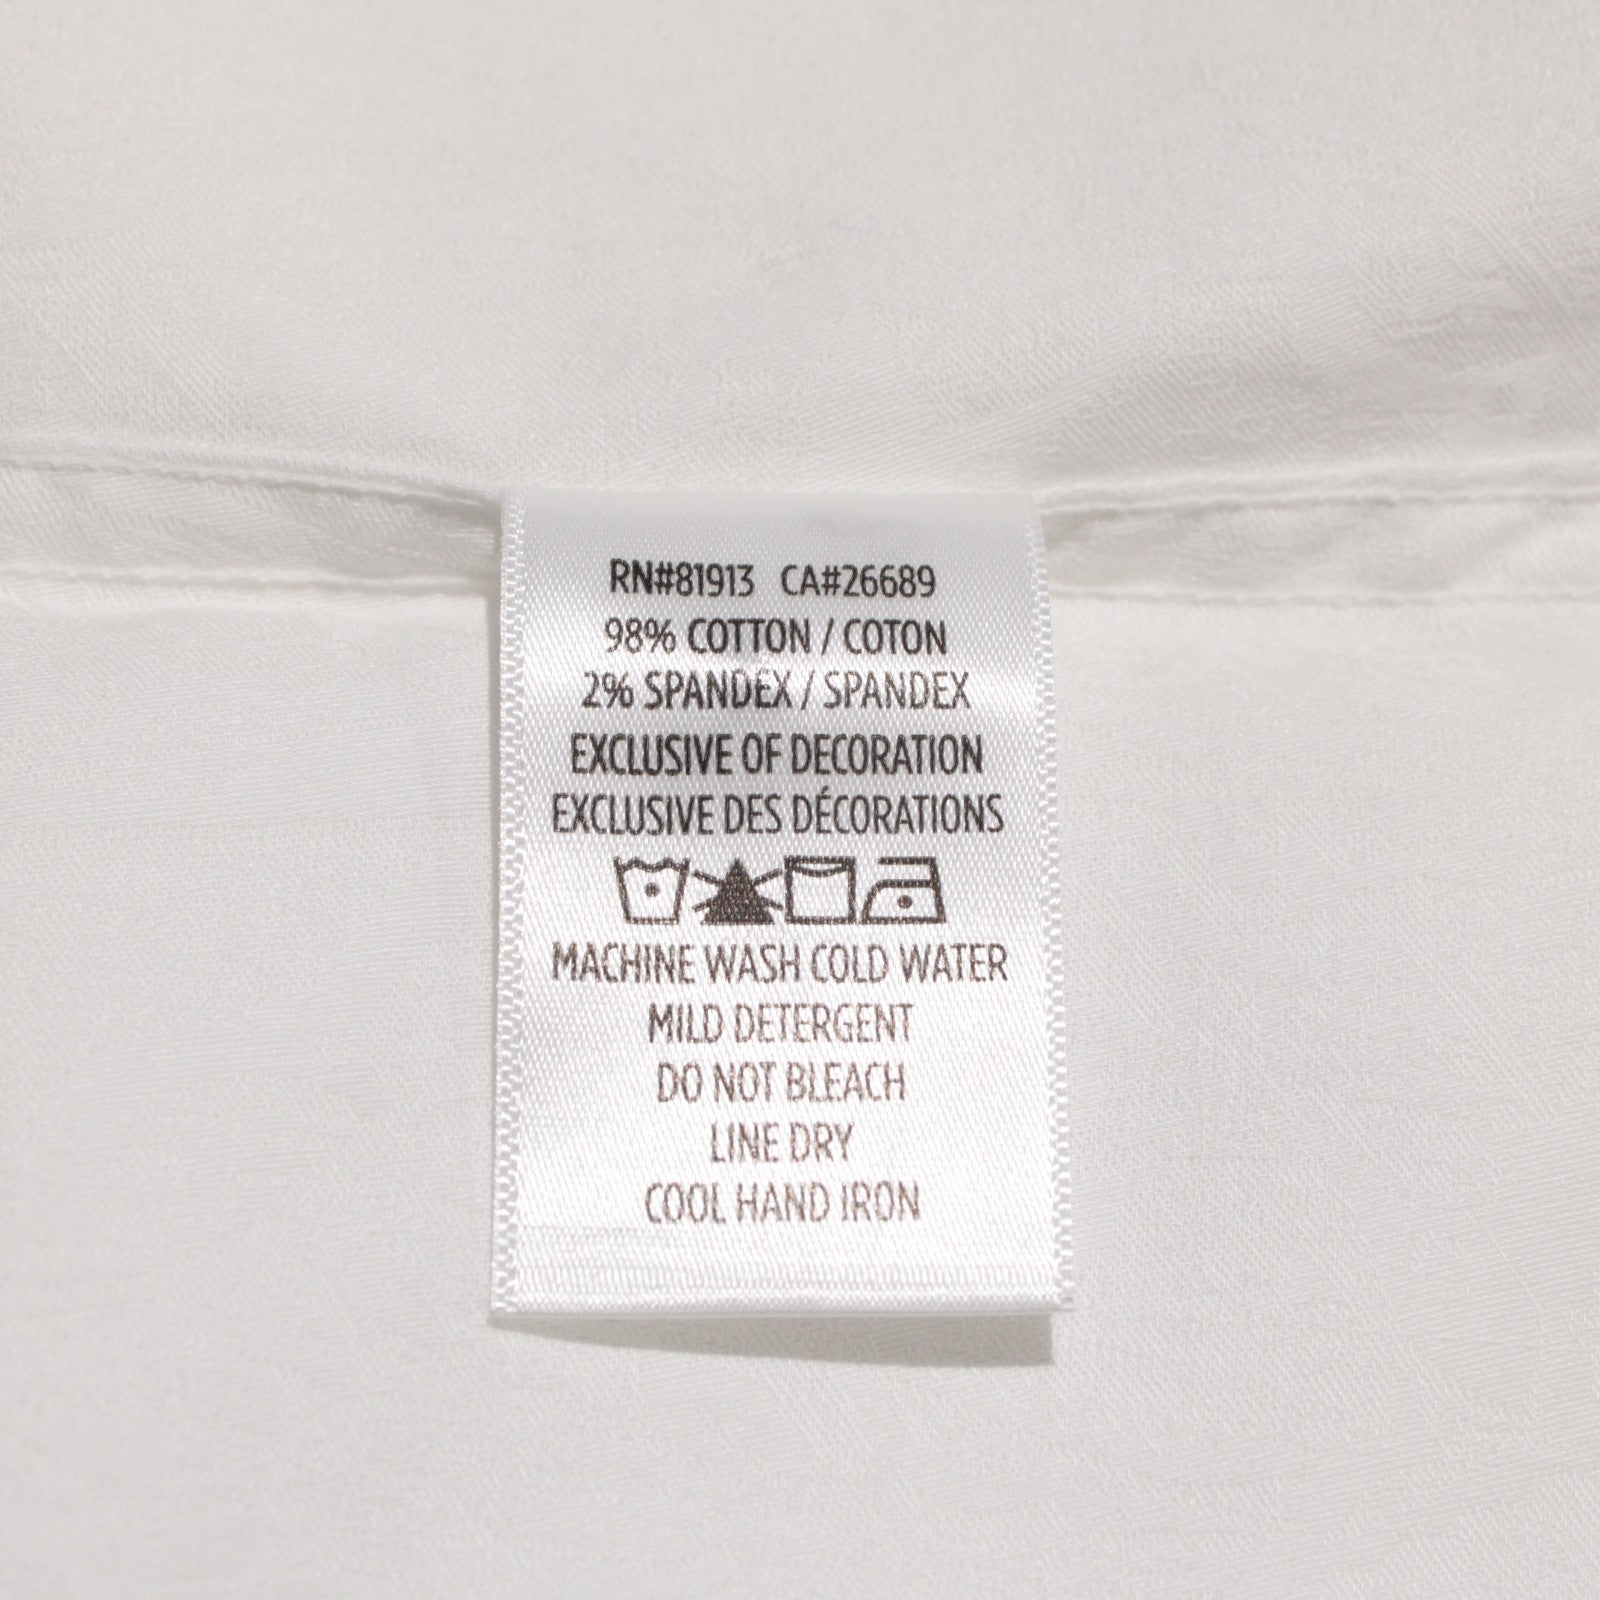 RN#81913 CA#26689
98% COTTON / COTON
2% SPANDEX / SPANDEX
EXCLUSIVE OF DECORATION
EXCLUSIVE DES DÉCORATIONS
MACHINE WASH COLD WATER
MILD DETERGENT
DO NOT BLEACH
LINE DRY
COOL HAND IRON